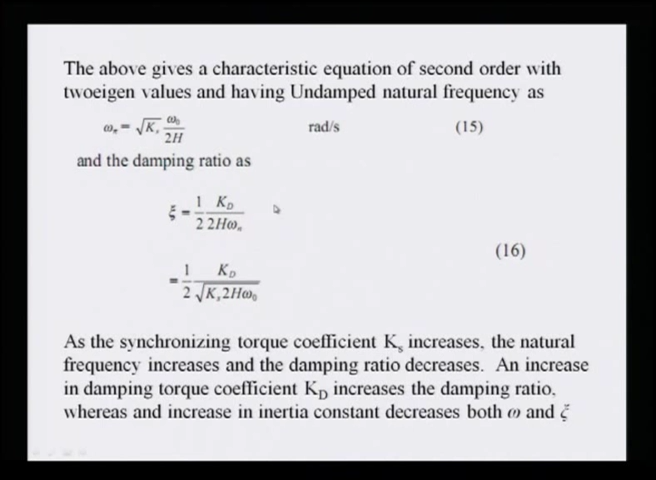 The above gives a characteristic equation of second order with
twoeigen values and having Undamped natural frequency as
ωₙ = √Kₛ ω₀/2H rad/s (15)
and the damping ratio as
ξ = 1/2 K_D/2Hωₙ
= 1/2 K_D/√Kₛ2Hω₀ (16)
As the synchronizing torque coefficient Kₛ increases, the natural
frequency increases and the damping ratio decreases. An increase
in damping torque coefficient K_D increases the damping ratio,
whereas and increase in inertia constant decreases both ω and ξ